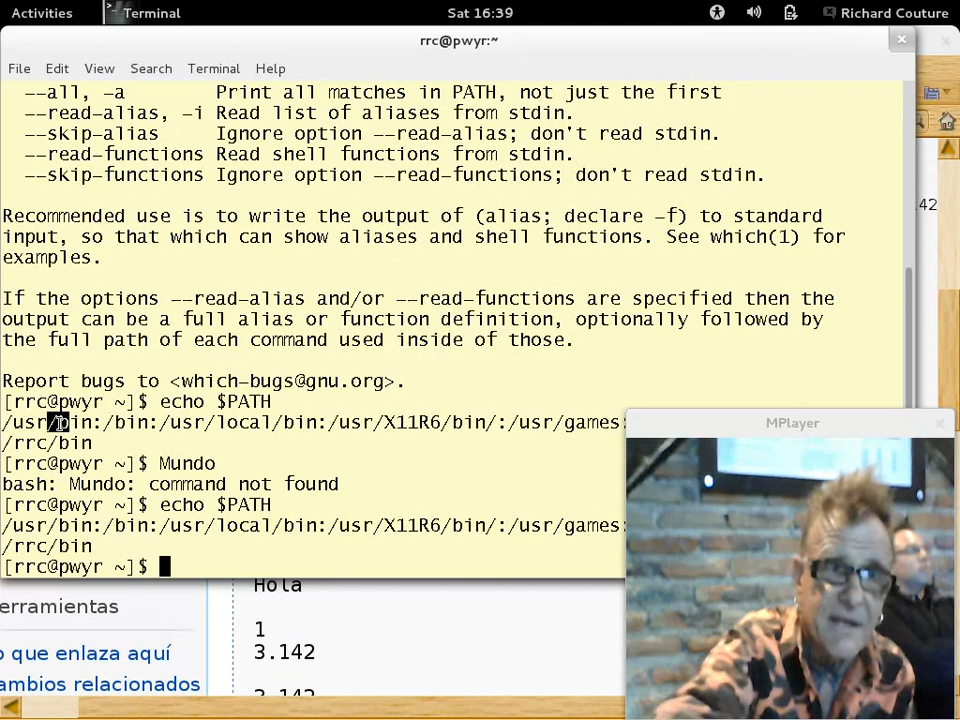 Activities Terminal Sat 16:39 Richard Couture
rrc@pwyr:~
File Edit View Search Terminal Help
--all, -a Print all matches in PATH, not just the first
--read-alias, -i Read list of aliases from stdin.
--skip-alias Ignore option --read-alias; don't read stdin.
--read-functions Read shell functions from stdin.
--skip-functions Ignore option --read-functions; don't read stdin.
Recommended use is to write the output of (alias; declare -f) to standard
input, so that which can show aliases and shell functions. See which(1) for
examples.
If the options --read-alias and/or --read-functions are specified then the
output can be a full alias or function definition, optionally followed by
the full path of each command used inside of those.
Report bugs to <which-bugs@gnu.org>.
[rrc@pwyr ~]$ echo $PATH
/usr/bin:/bin:/usr/local/bin:/usr/X11R6/bin/:/usr/games:
/rrc/bin
[rrc@pwyr ~]$ Mundo
bash: Mundo: command not found
[rrc@pwyr ~]$ echo $PATH
/usr/bin:/bin:/usr/local/bin:/usr/X11R6/bin/:/usr/games:
/rrc/bin
[rrc@pwyr ~]$
MPlayer
42
Hola
erramientas
1
o que enlaza aquí
3.142
ambios relacionados
3.142